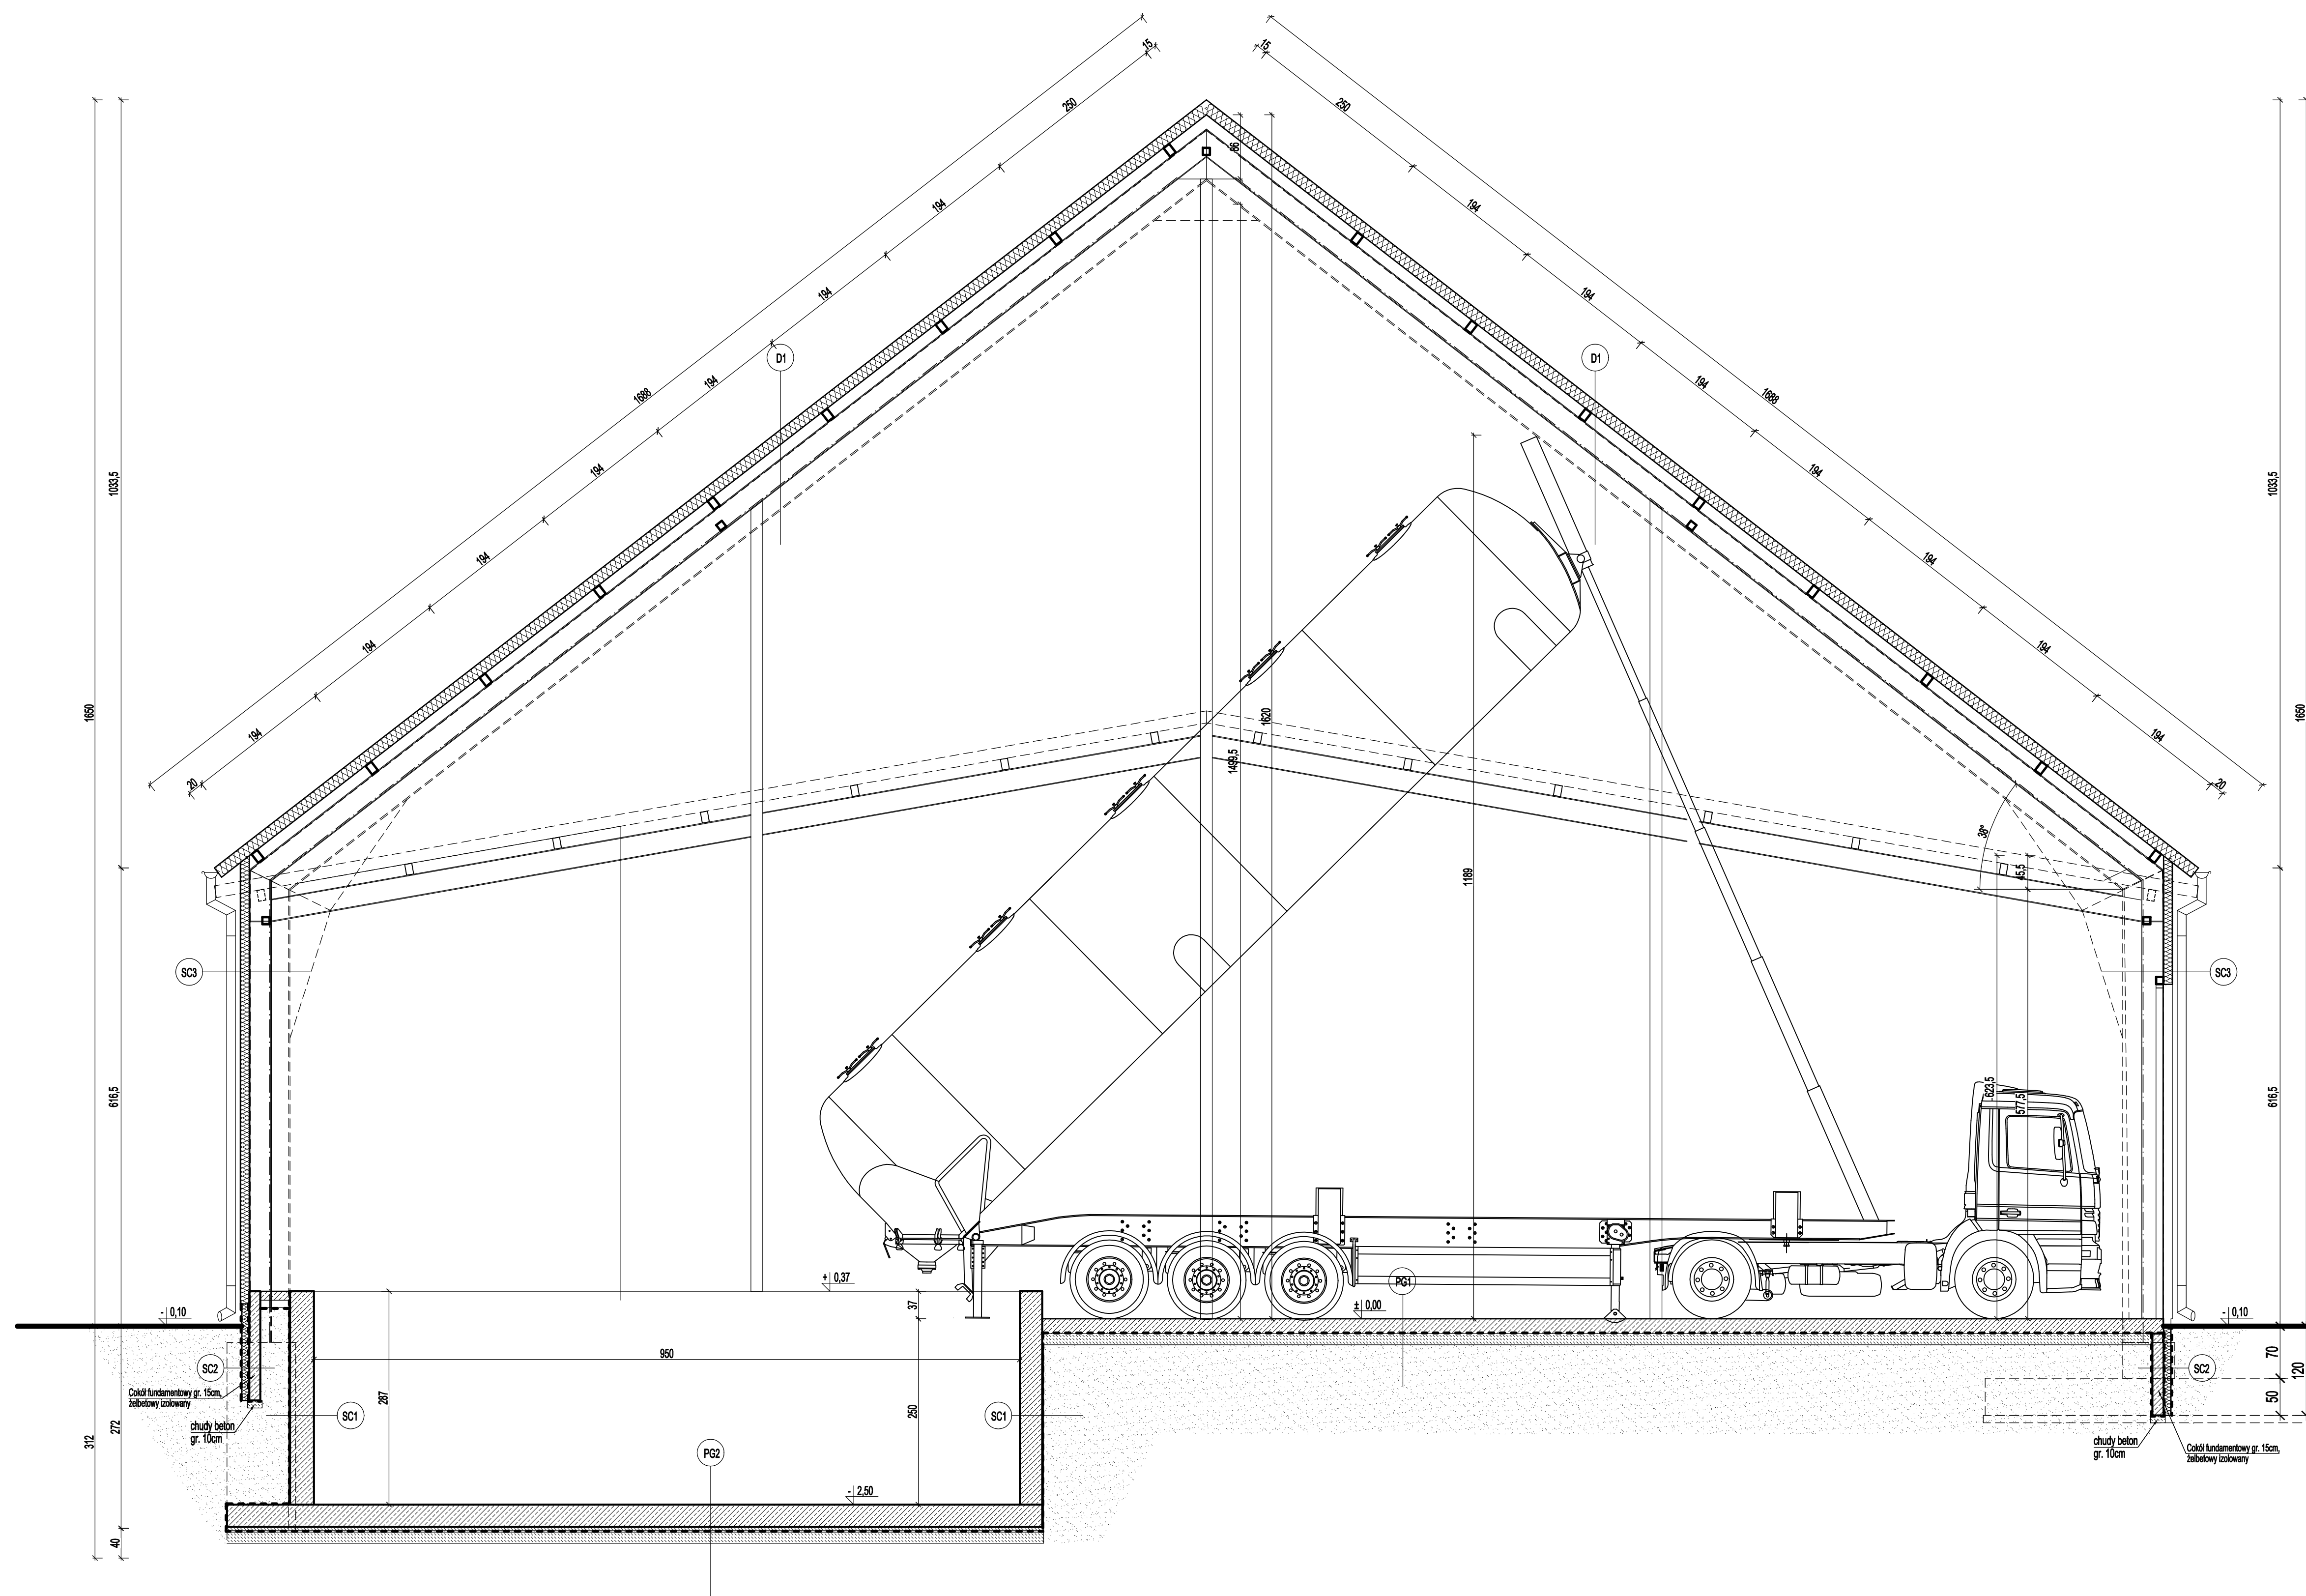 15
15
250
250
66
194
194
194
194
194
194
194
194
194
194
194
194
194
194
D1
D1
1688
1688
1033,5
1033,5
1650
1650
20
20
1620
1499,5
1189
38°
45,5
SC3
SC3
616,5
616,5
623,5
577,5
+ 0,37
PG1
± 0,00
- 0,10
- 0,10
37
950
SC2
SC2
70
120
50
Cokół fundamentowy gr. 15cm,
żelbetowy izolowany
287
250
SC1
SC1
chudy beton
gr. 10cm
272
312
PG2
chudy beton
gr. 10cm
Cokół fundamentowy gr. 15cm,
żelbetowy izolowany
- 2,50
40